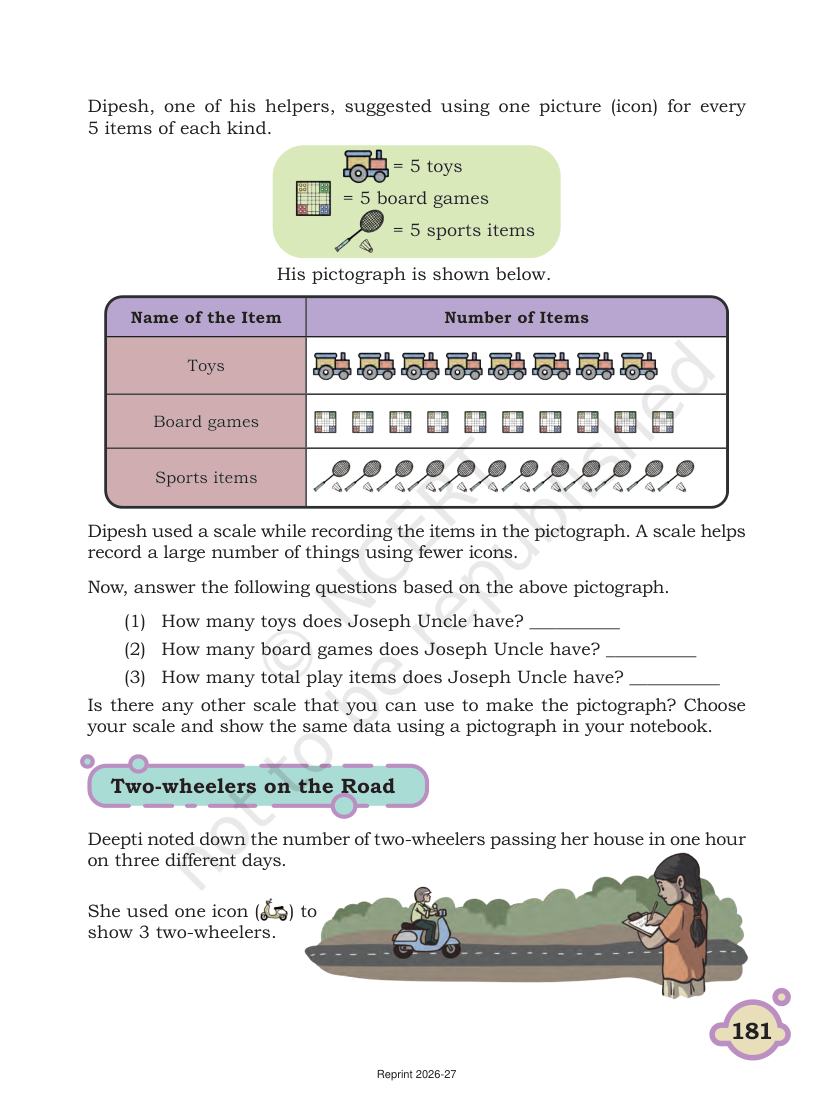 Dipesh, one of his helpers, suggested using one picture (icon) for every
5 items of each kind.
= 5 toys
= 5 board games
= 5 sports items
His pictograph is shown below.
Name of the Item Number of Items
Toys
Board games
Sports items
Dipesh used a scale while recording the items in the pictograph. A scale helps
record a large number of things using fewer icons.
Now, answer the following questions based on the above pictograph.
(1) How many toys does Joseph Uncle have? __________
(2) How many board games does Joseph Uncle have? __________
(3) How many total play items does Joseph Uncle have? __________
Is there any other scale that you can use to make the pictograph? Choose
your scale and show the same data using a pictograph in your notebook.
Two-wheelers on the Road
Deepti noted down the number of two-wheelers passing her house in one hour
on three different days.
She used one icon ( ) to
show 3 two-wheelers.
181
Reprint 2026-27
© NCERT
not to be republished